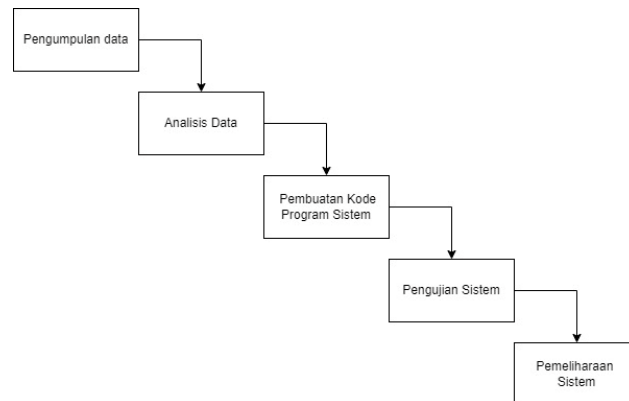 Pengumpulan data
Analisis Data
Pembuatan Kode
Program Sistem
Pengujian Sistem
Pemeliharaan
Sistem